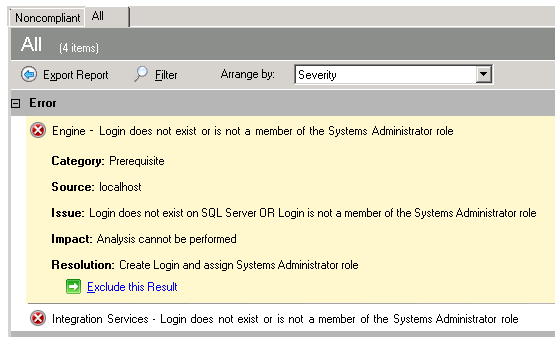 Noncompliant All
All (4 items)
Export Report Filter Arrange by: Severity
Error
Engine - Login does not exist or is not a member of the Systems Administrator role
Category: Prerequisite
Source: localhost
Issue: Login does not exist on SQL Server OR Login is not a member of the Systems Administrator role
Impact: Analysis cannot be performed
Resolution: Create Login and assign Systems Administrator role
Exclude this Result
Integration Services - Login does not exist or is not a member of the Systems Administrator role